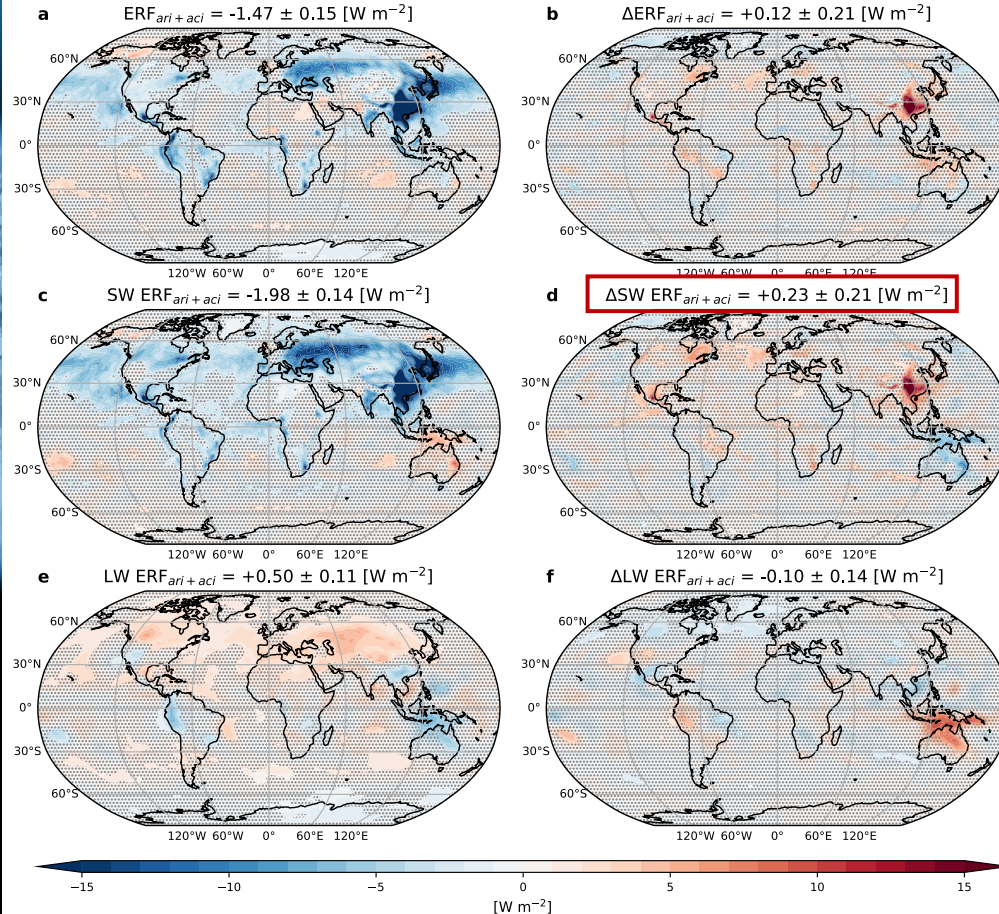 a ERF_{ari+aci} = -1.47 ± 0.15 [W m⁻²]
b ΔERF_{ari+aci} = +0.12 ± 0.21 [W m⁻²]
60°N
30°N
0°
30°S
60°S
120°W 60°W 0° 60°E 120°E
60°N
30°N
0°
30°S
60°S
120°W 60°W 0° 60°E 120°E
c SW ERF_{ari+aci} = -1.98 ± 0.14 [W m⁻²]
d ΔSW ERF_{ari+aci} = +0.23 ± 0.21 [W m⁻²]
60°N
30°N
0°
30°S
60°S
120°W 60°W 0° 60°E 120°E
60°N
30°N
0°
30°S
60°S
120°W 60°W 0° 60°E 120°E
e LW ERF_{ari+aci} = +0.50 ± 0.11 [W m⁻²]
f ΔLW ERF_{ari+aci} = -0.10 ± 0.14 [W m⁻²]
60°N
30°N
0°
30°S
60°S
120°W 60°W 0° 60°E 120°E
60°N
30°N
0°
30°S
60°S
120°W 60°W 0° 60°E 120°E
−15 −10 −5 0 5 10 15
[W m⁻²]